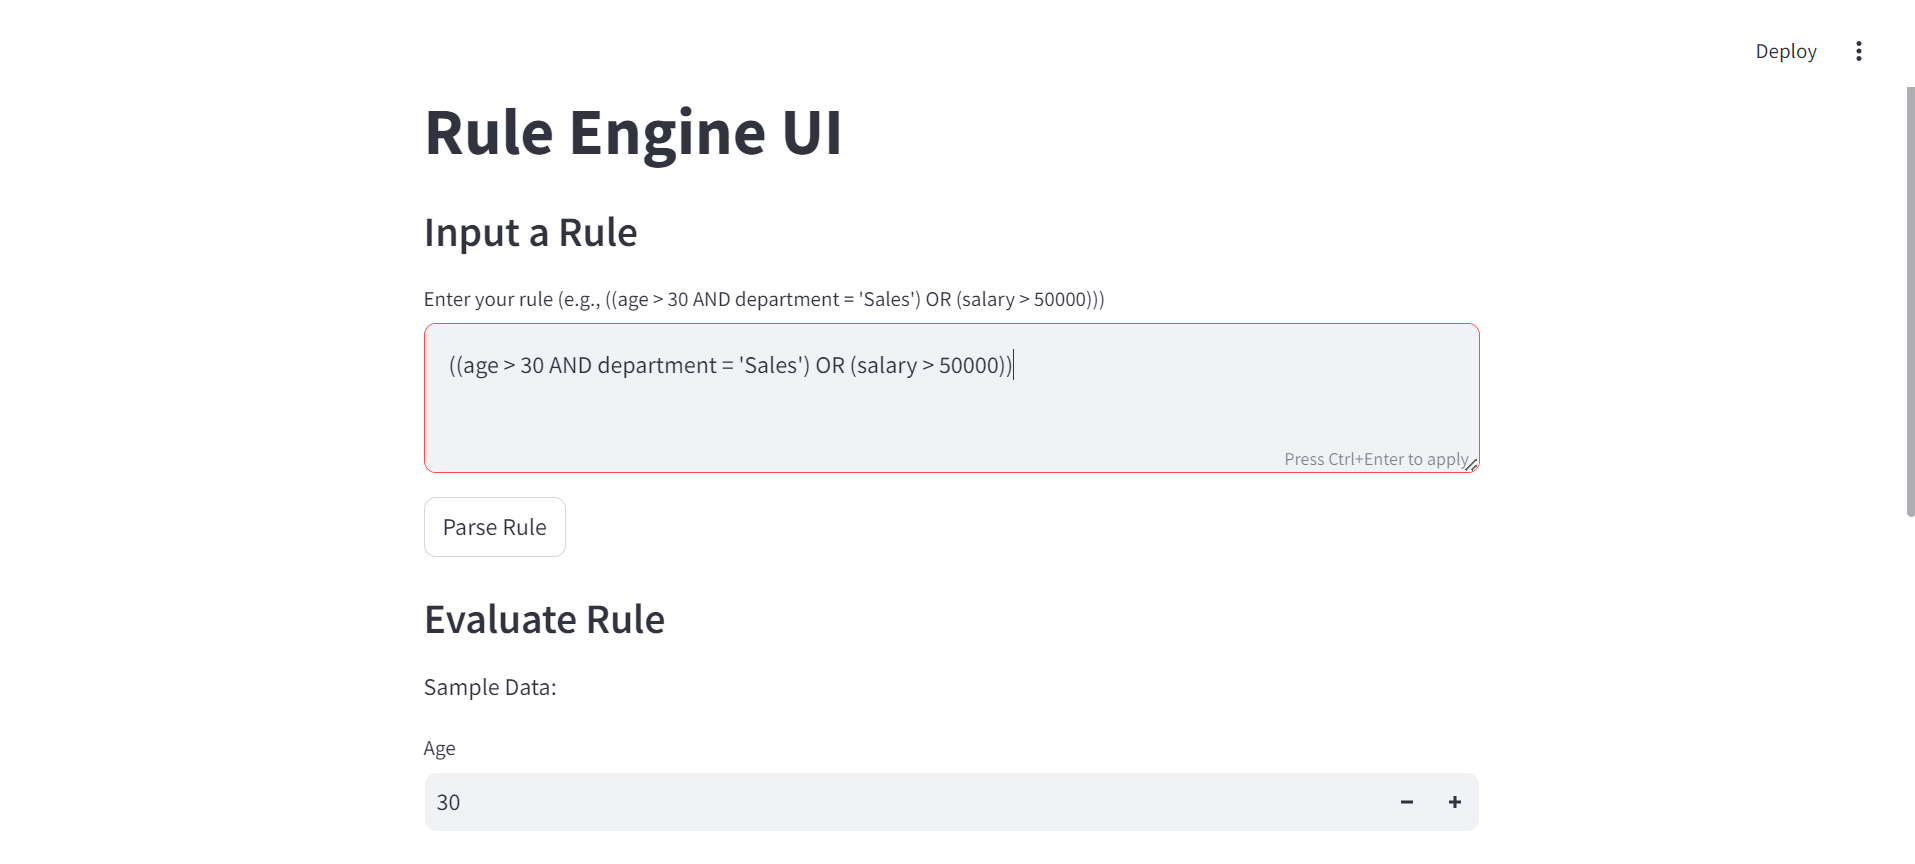 Deploy
Rule Engine UI
Input a Rule
Enter your rule (e.g., ((age > 30 AND department = 'Sales') OR (salary > 50000)))
((age > 30 AND department = 'Sales') OR (salary > 50000))
Press Ctrl+Enter to apply
Parse Rule
Evaluate Rule
Sample Data:
Age
30